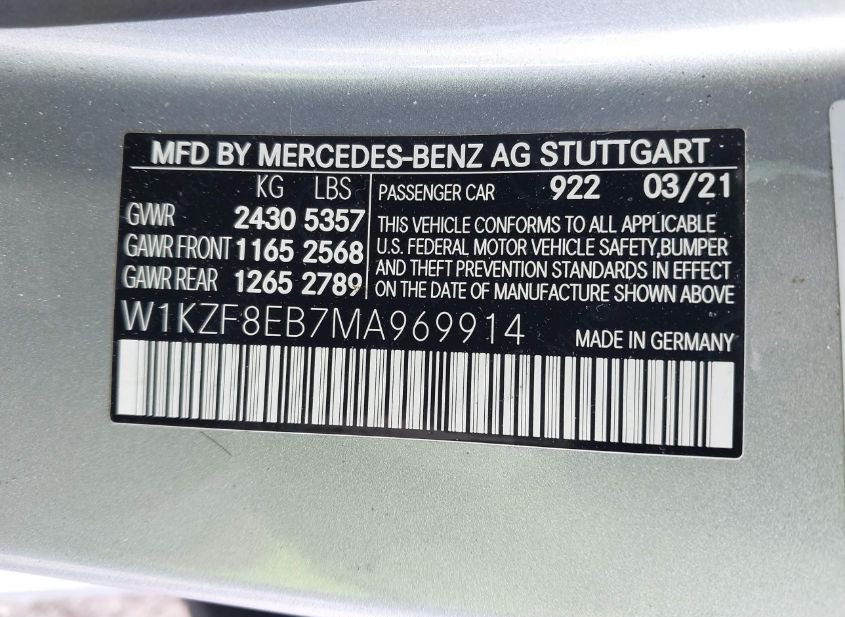 MFD BY MERCEDES-BENZ AG STUTTGART
KG LBS
GVWR 2430 5357
GAWR FRONT 1165 2568
GAWR REAR 1265 2789
PASSENGER CAR 922 03/21
THIS VEHICLE CONFORMS TO ALL APPLICABLE
U.S. FEDERAL MOTOR VEHICLE SAFETY,BUMPER
AND THEFT PREVENTION STANDARDS IN EFFECT
ON THE DATE OF MANUFACTURE SHOWN ABOVE
W1KZF8EB7MA969914
MADE IN GERMANY